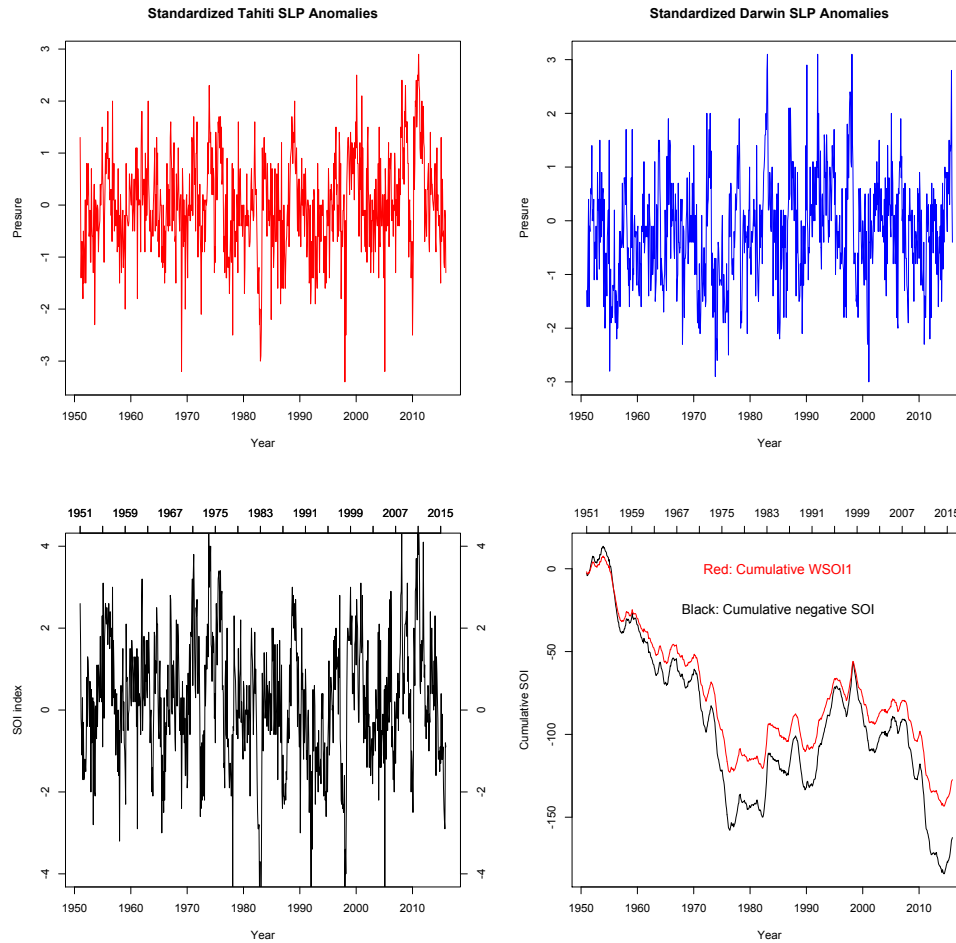 Standardized Tahiti SLP Anomalies
Presure
3
2
1
0
-1
-2
-3
1950 1960 1970 1980 1990 2000 2010
Year
Standardized Darwin SLP Anomalies
Presure
3
2
1
0
-1
-2
-3
1950 1960 1970 1980 1990 2000 2010
Year
1951 1959 1967 1975 1983 1991 1999 2007 2015
SOI index
4 4
2 2
0 0
-2 -2
-4 -4
1950 1960 1970 1980 1990 2000 2010
Year
1951 1959 1967 1975 1983 1991 1999 2007 2015
Cumulative SOI
0
-50
-100
-150
Red: Cumulative WSOI1
Black: Cumulative negative SOI
1950 1960 1970 1980 1990 2000 2010
Year